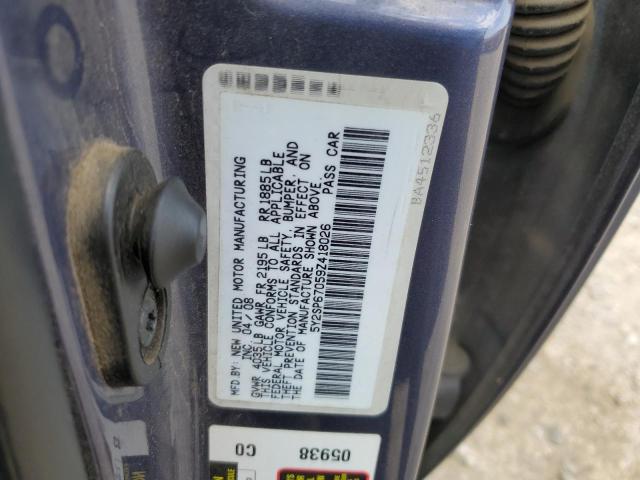 MFD BY: NEW UNITED MOTOR MANUFACTURING
INC. 04 / 08
GVWR 4035LB GAWR FR 2195LB RR 1885LB
THIS VEHICLE CONFORMS TO ALL APPLICABLE
FEDERAL MOTOR VEHICLE SAFETY, BUMPER, AND
THEFT PREVENTION STANDARDS IN EFFECT ON
THE DATE OF MANUFACTURE SHOWN ABOVE.
5Y2SP67059Z418026 PASS CAR
BA4512336
05938
C0